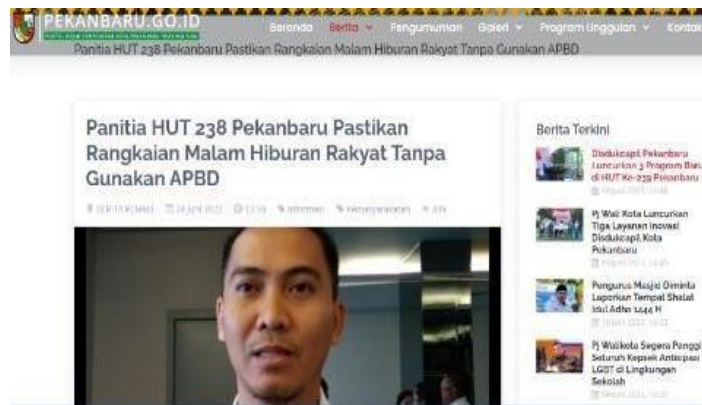 PEKANBARU.GO.ID
Beranda Berita Pengumuman Galeri Program Unggulan Kontak
Panitia HUT 238 Pekanbaru Pastikan Rangkaian Malam Hiburan Rakyat Tanpa Gunakan APBD
Panitia HUT 238 Pekanbaru Pastikan
Rangkaian Malam Hiburan Rakyat Tanpa
Gunakan APBD
Informasi Pemerintahan
Berita Terkini
Disdukcapil Pekanbaru
Luncurkan 3 Program Baru
di HUT Ke-239 Pekanbaru
Pj Wali Kota Luncurkan
Tiga Layanan Inovasi
Disdukcapil Kota
Pekanbaru
Pengurus Masjid Diminta
Laporkan Tempat Shalat
Idul Adha 1444 H
Pj Walikota Segera Panggi
Seluruh Kepsek Antisipasi
LGBT di Lingkungan
Sekolah